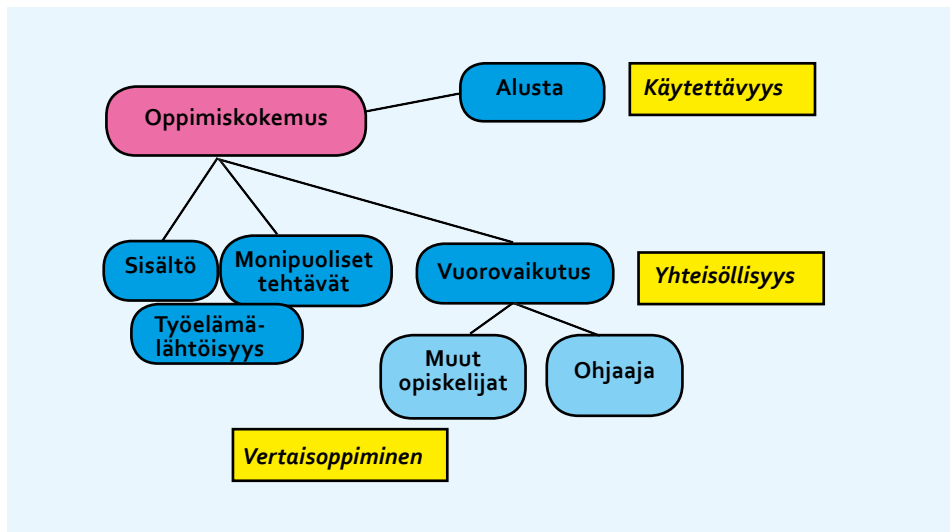 Alusta
Käytettävyys
Oppimiskokemus
Sisältö
Monipuoliset
tehtävät
Vuorovaikutus
Yhteisöllisyys
Työelämä-
lähtöisyys
Muut
opiskelijat
Ohjaaja
Vertaisoppiminen